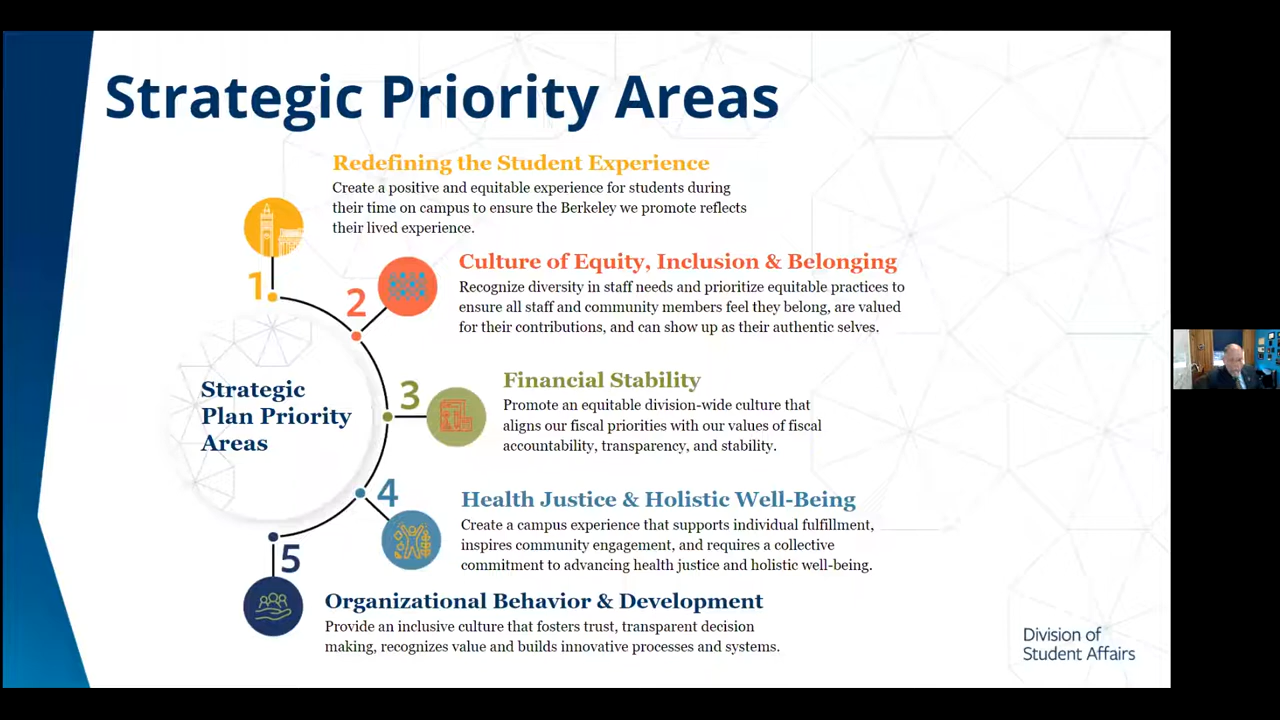 Strategic Priority Areas
Redefining the Student Experience
Create a positive and equitable experience for students during
their time on campus to ensure the Berkeley we promote reflects
their lived experience.
1
Culture of Equity, Inclusion & Belonging
2
Recognize diversity in staff needs and prioritize equitable practices to
ensure all staff and community members feel they belong, are valued
for their contributions, and can show up as their authentic selves.
Strategic
Plan Priority
Areas
3
Financial Stability
Promote an equitable division-wide culture that
aligns our fiscal priorities with our values of fiscal
accountability, transparency, and stability.
4
Health Justice & Holistic Well-Being
Create a campus experience that supports individual fulfillment,
inspires community engagement, and requires a collective
commitment to advancing health justice and holistic well-being.
5
Organizational Behavior & Development
Provide an inclusive culture that fosters trust, transparent decision
making, recognizes value and builds innovative processes and systems.
Division of
Student Affairs